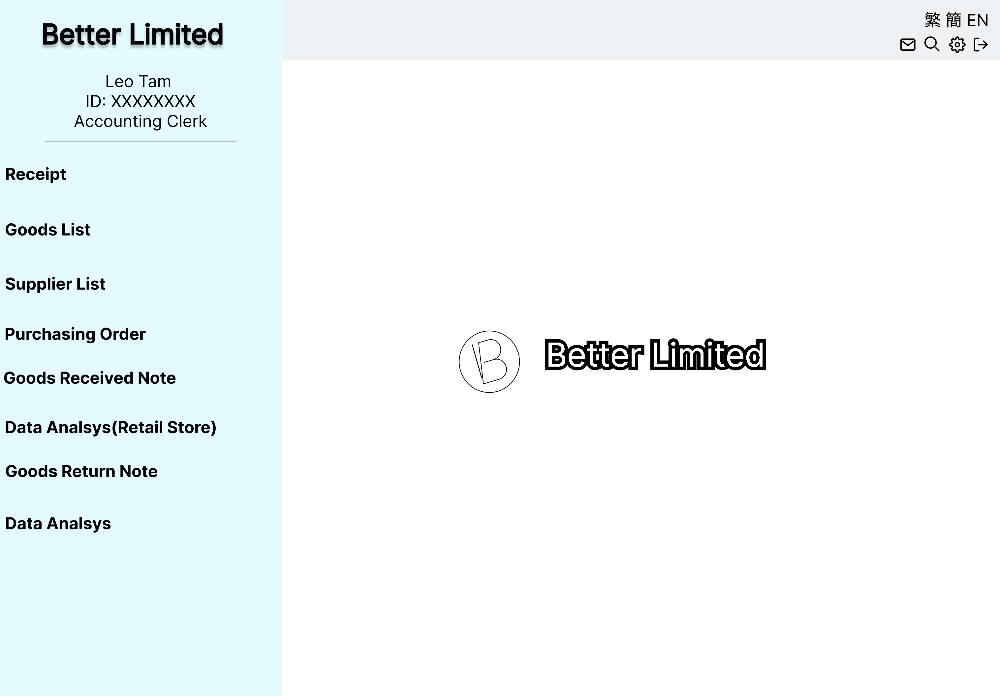 Better Limited
繁 簡 EN
Leo Tam
ID: XXXXXXXX
Accounting Clerk
Receipt
Goods List
Supplier List
Purchasing Order
Goods Received Note
Data Analsys(Retail Store)
Goods Return Note
Data Analsys
B
Better Limited